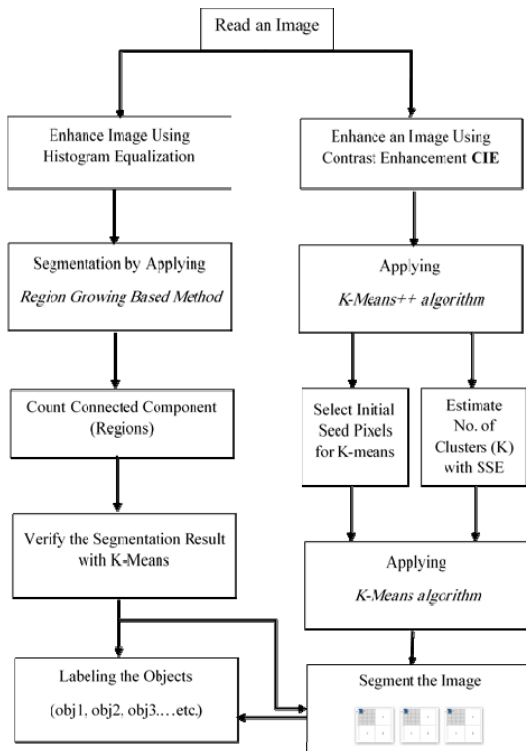 Read an Image
Enhance Image Using
Histogram Equalization
Segmentation by Applying
Region Growing Based Method
Count Connected Component
(Regions)
Verify the Segmentation Result
with K-Means
Labeling the Objects
(obj1, obj2, obj3....etc.)
Enhance an Image Using
Contrast Enhancement CIE
Applying
K-Means++ algorithm
Select Initial
Seed Pixels
for K-means
Estimate
No. of
Clusters (K)
with SSE
Applying
K-Means algorithm
Segment the Image